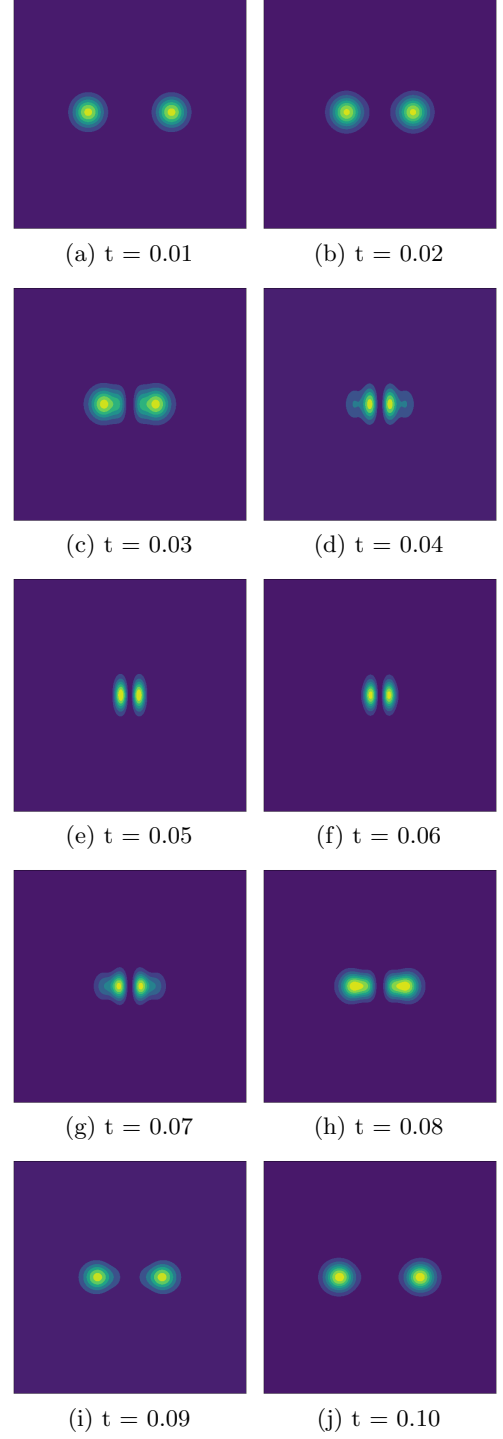 (a) t = 0.01
(b) t = 0.02
(c) t = 0.03
(d) t = 0.04
(e) t = 0.05
(f) t = 0.06
(g) t = 0.07
(h) t = 0.08
(i) t = 0.09
(j) t = 0.10